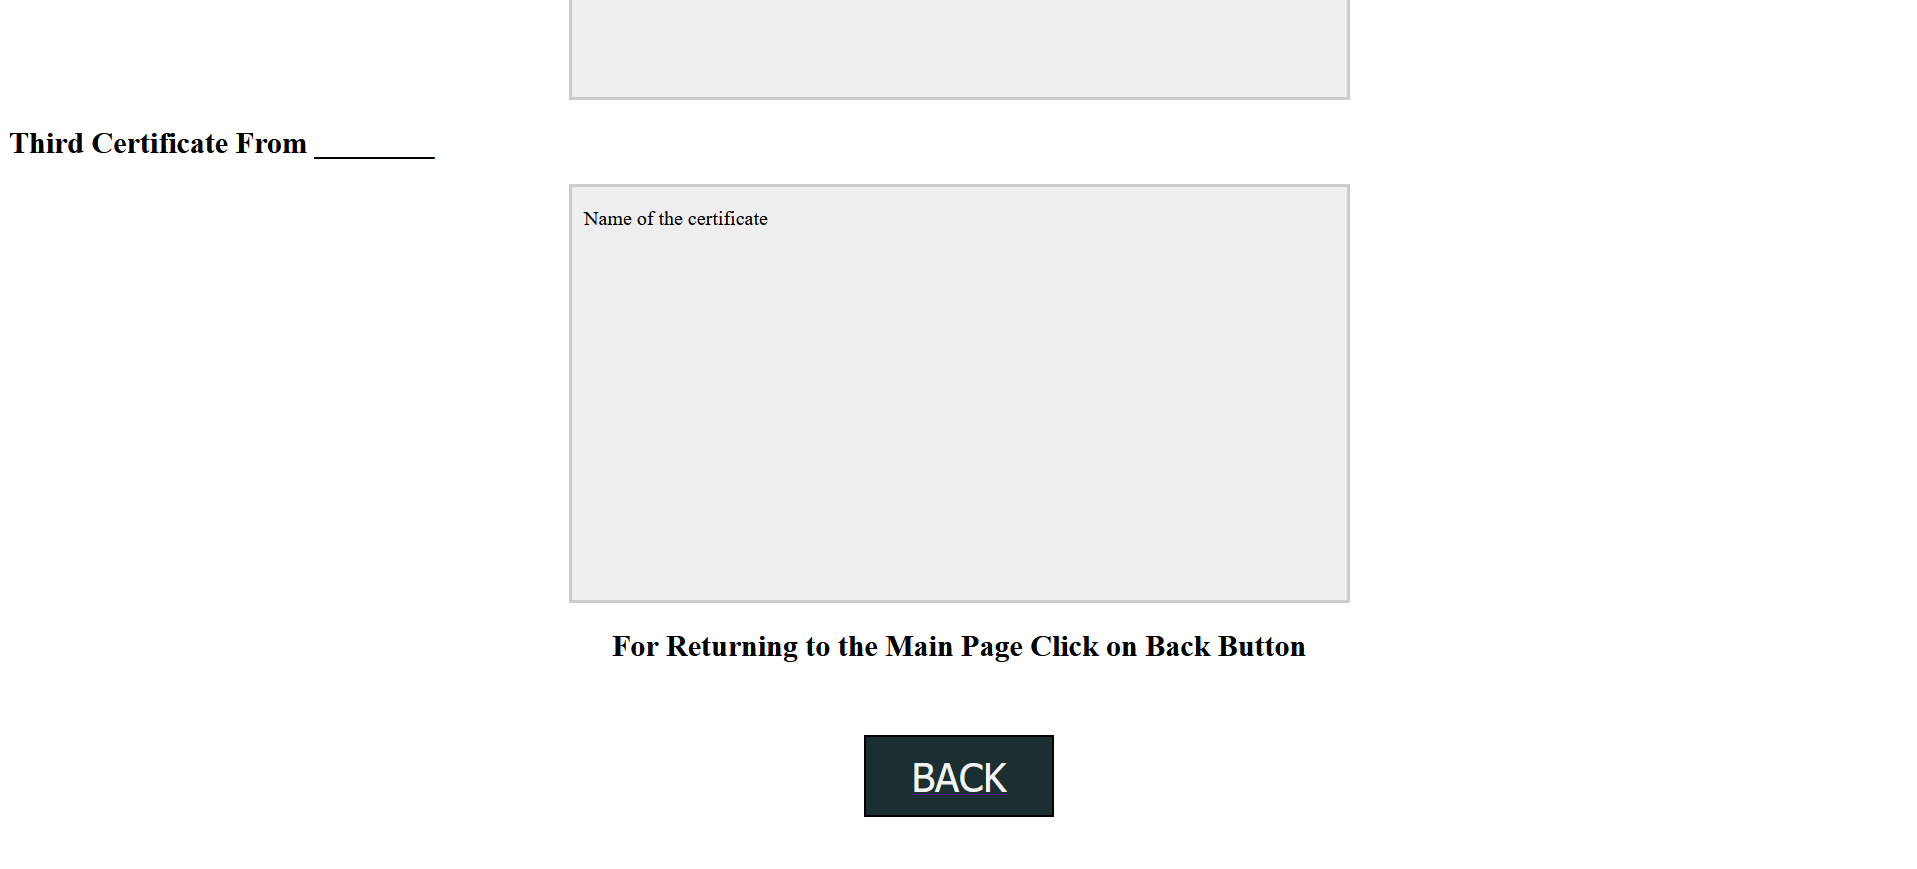 Third Certificate From ________
Name of the certificate
For Returning to the Main Page Click on Back Button
BACK